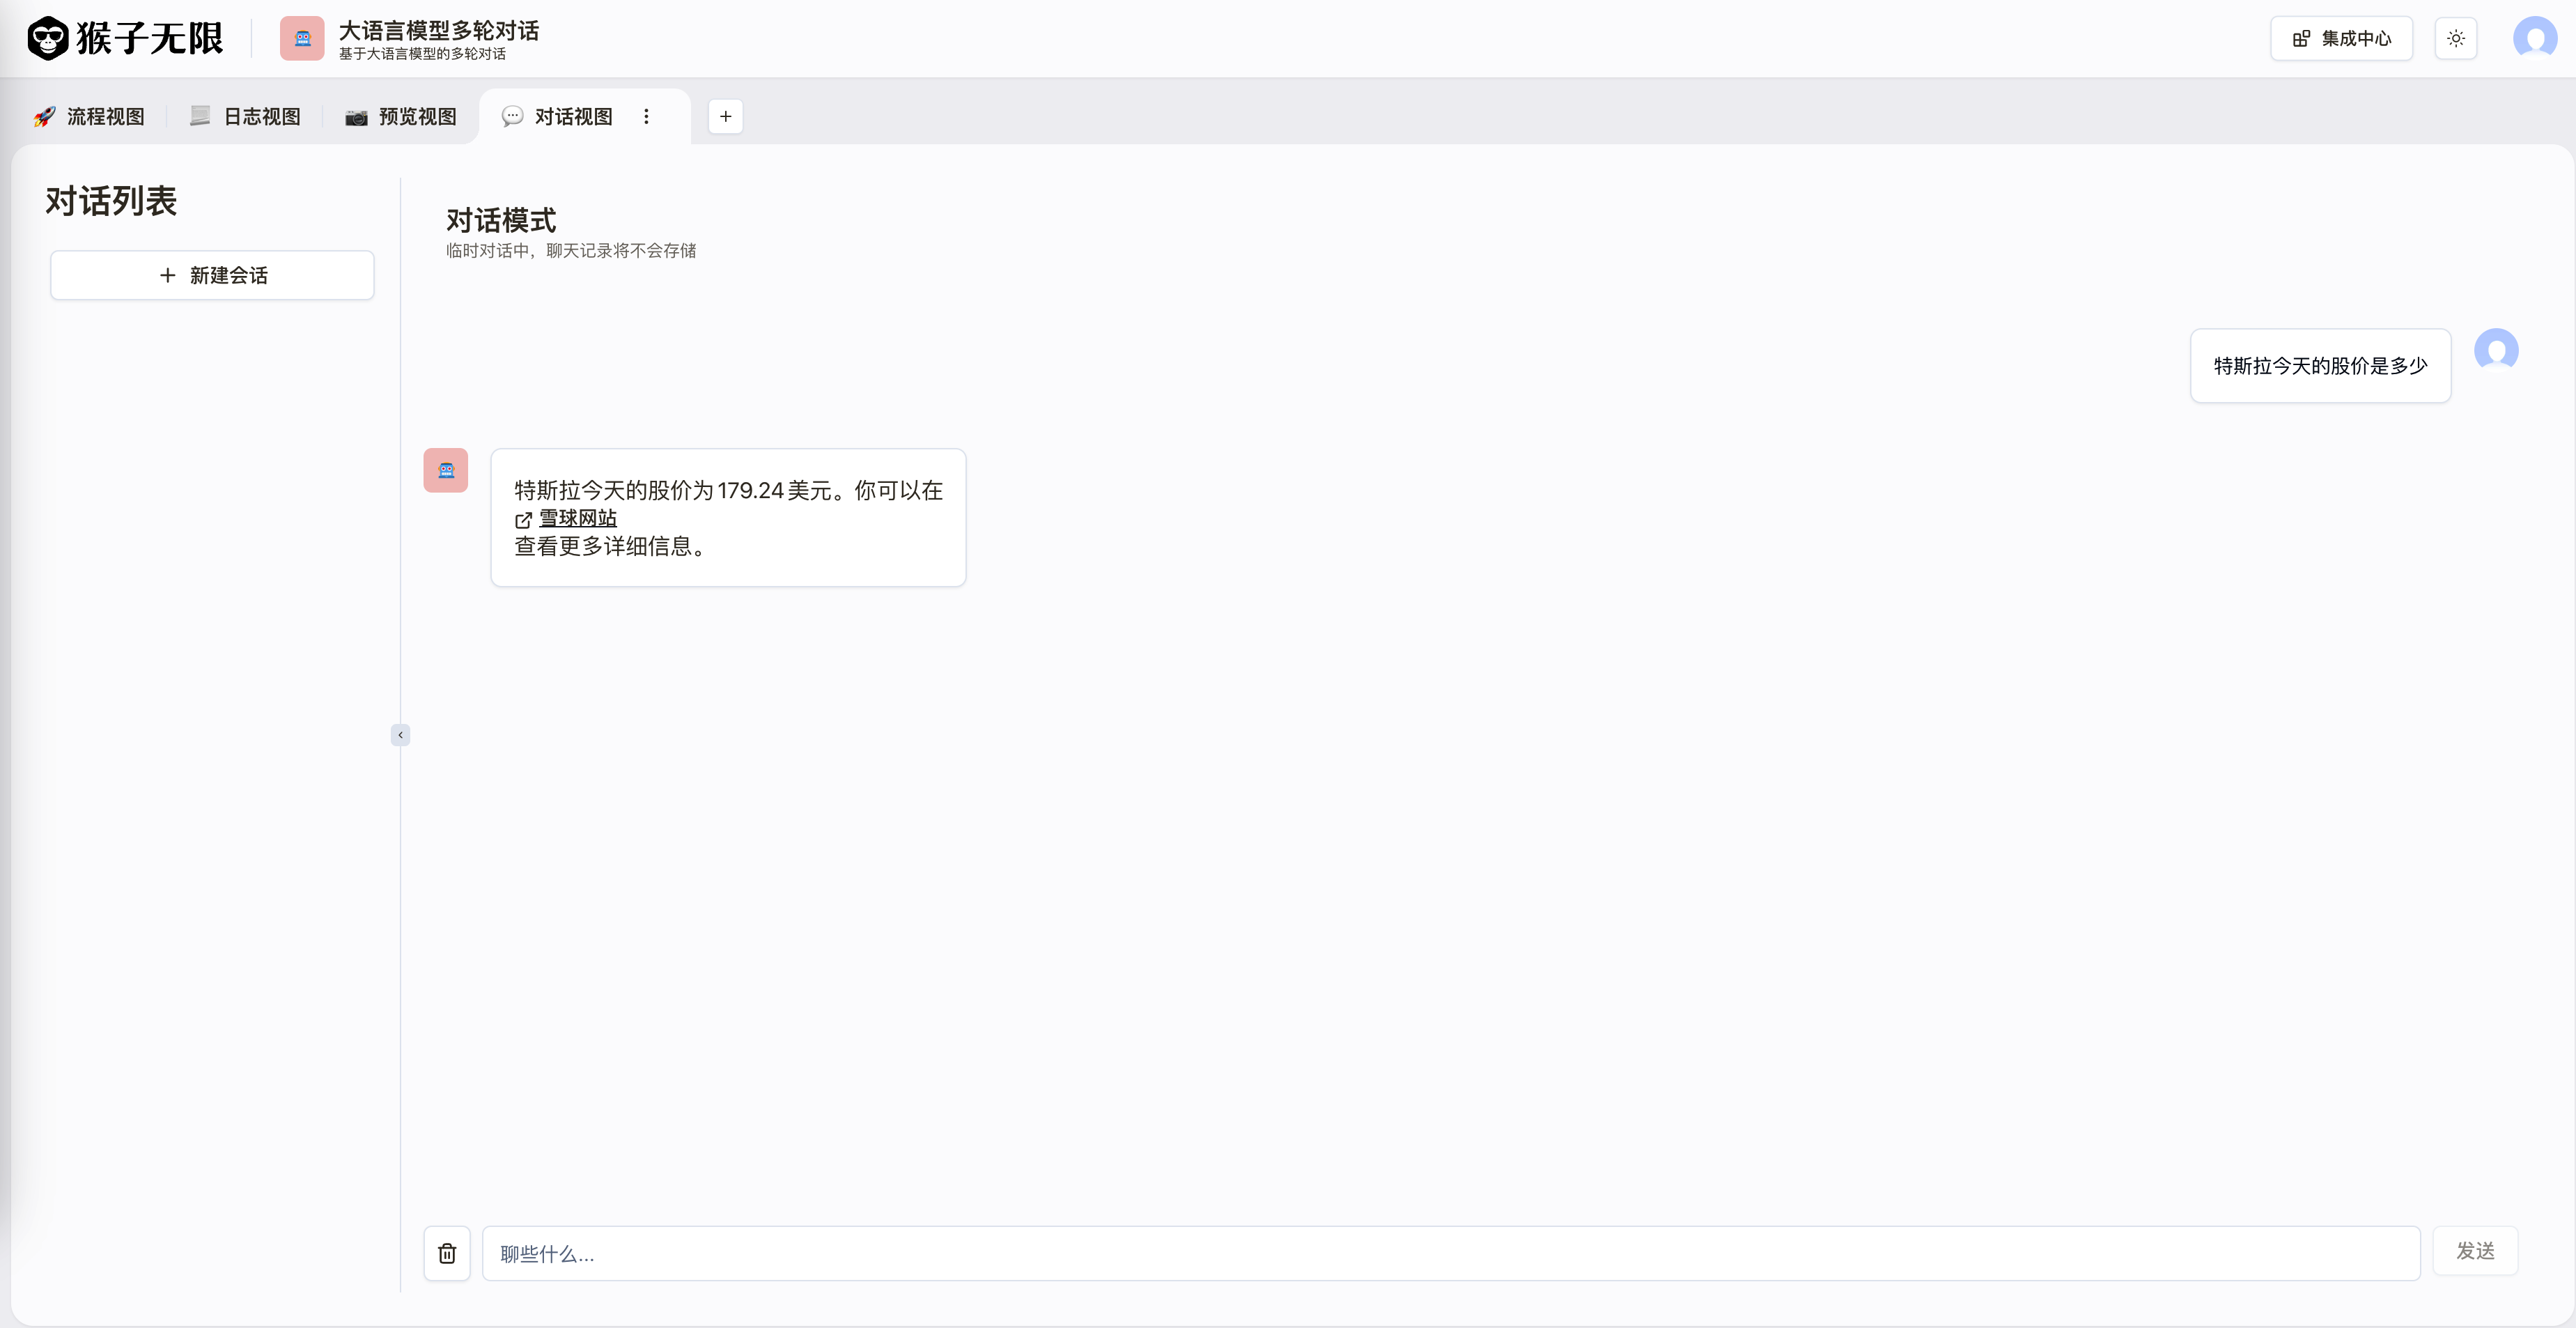 猴子无限
大语言模型多轮对话
基于大语言模型的多轮对话
集成中心
流程视图
日志视图
预览视图
对话视图
对话列表
新建会话
对话模式
临时对话中，聊天记录将不会存储
特斯拉今天的股价是多少
特斯拉今天的股价为 179.24 美元。你可以在
雪球网站
查看更多详细信息。
聊些什么...
发送